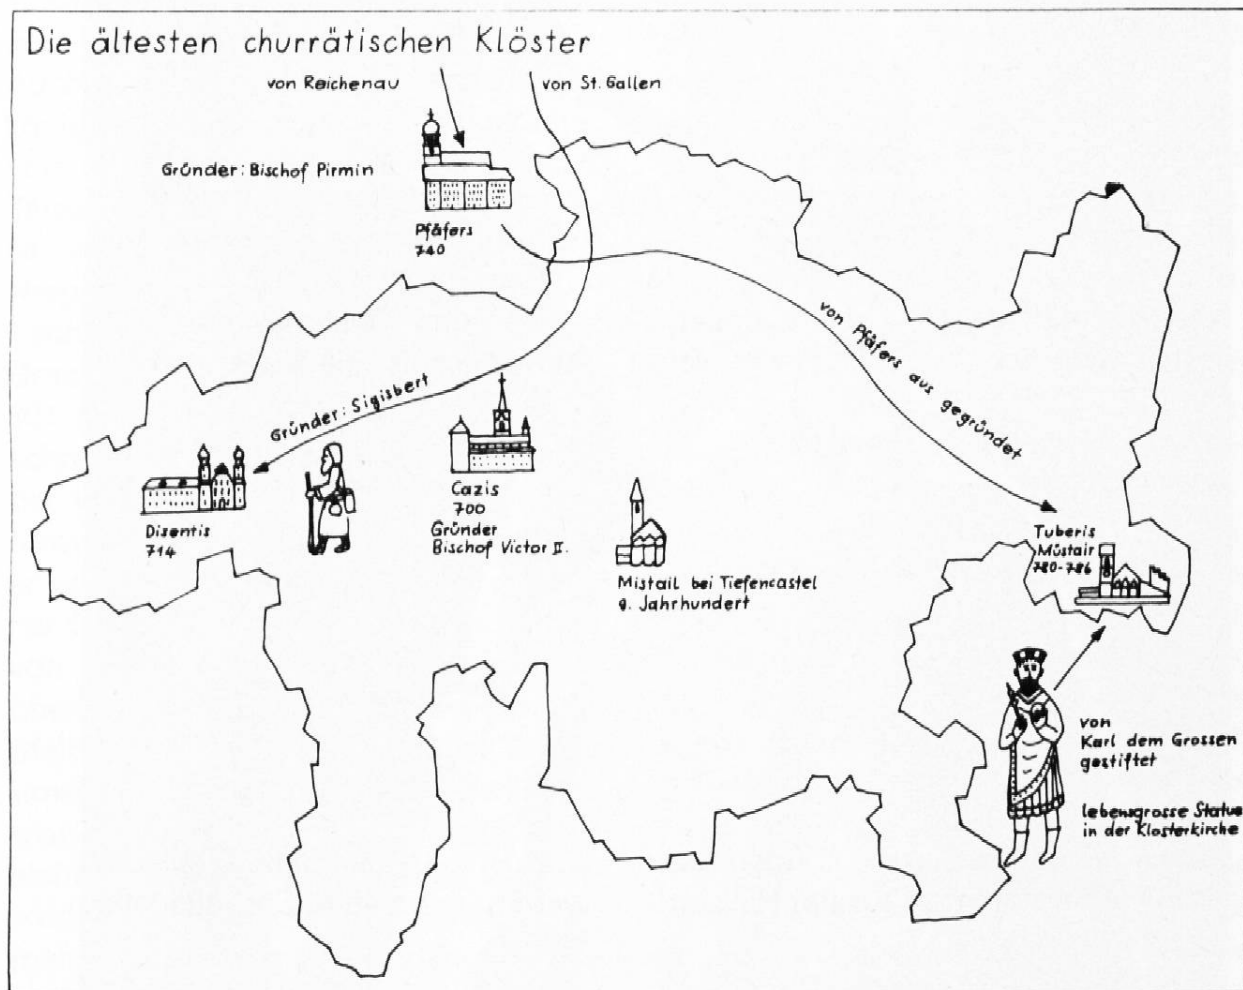 Die ältesten churrätischen Klöster
von Reichenau
von St. Gallen
Gründer: Bischof Pirmin
Pfäfers
740
von Pfäfers aus gegründet
Gründer: Sigisbert
Disentis
714
Cazis
700
Gründer
Bischof Victor II.
Mistail bei Tiefencastel
9. Jahrhundert
Tuberis
Müstair
780-786
von
Karl dem Grossen
gestiftet
lebensgrosse Statue
in der Klosterkirche